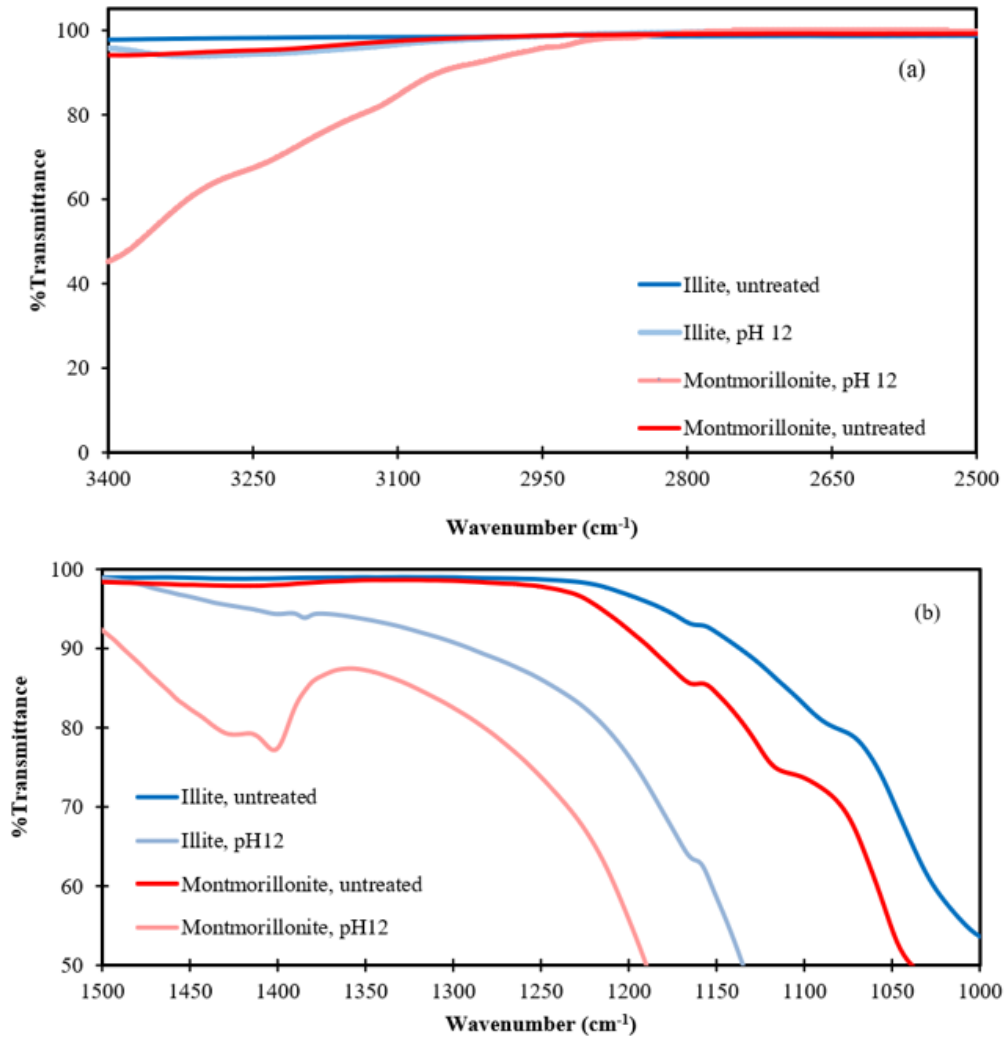 100
80
60
40
20
0
%Transmittance
(a)
Illite, untreated
Illite, pH 12
Montmorillonite, pH 12
Montmorillonite, untreated
3400 3250 3100 2950 2800 2650 2500
Wavenumber (cm⁻¹)
100
90
80
70
60
50
%Transmittance
(b)
Illite, untreated
Illite, pH12
Montmorillonite, untreated
Montmorillonite, pH12
1500 1450 1400 1350 1300 1250 1200 1150 1100 1050 1000
Wavenumber (cm⁻¹)